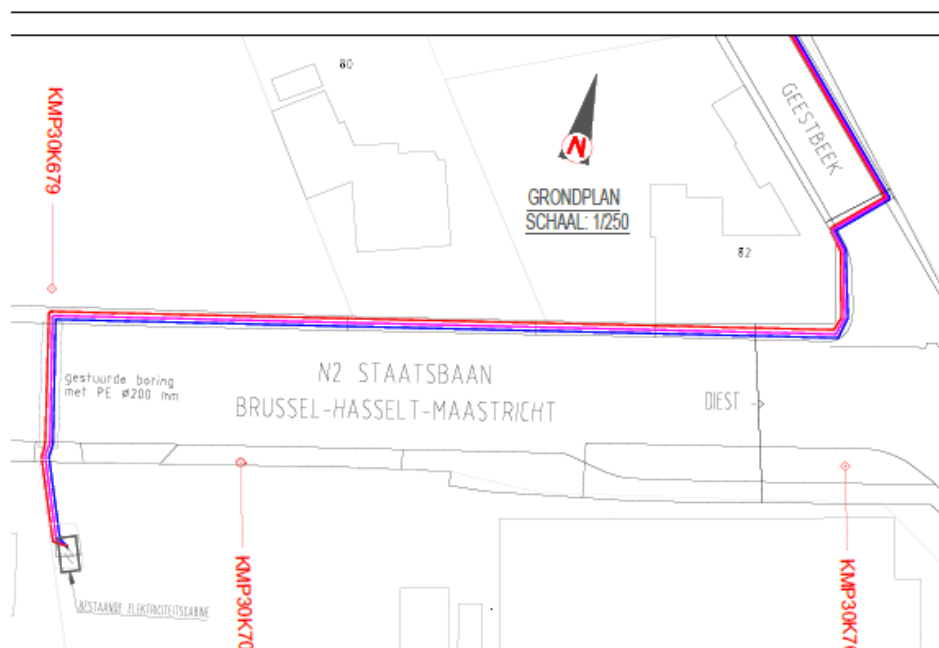 80
GEESTBEEK
KMP30K679
N
GRONDPLAN
SCHAAL: 1/250
82
gestuurde boring
met PE ø200 mm
N2 STAATSBAAN
BRUSSEL-HASSELT-MAASTRICHT
DIEST
BESTAANDE ELEKTRICITEITSCABINE